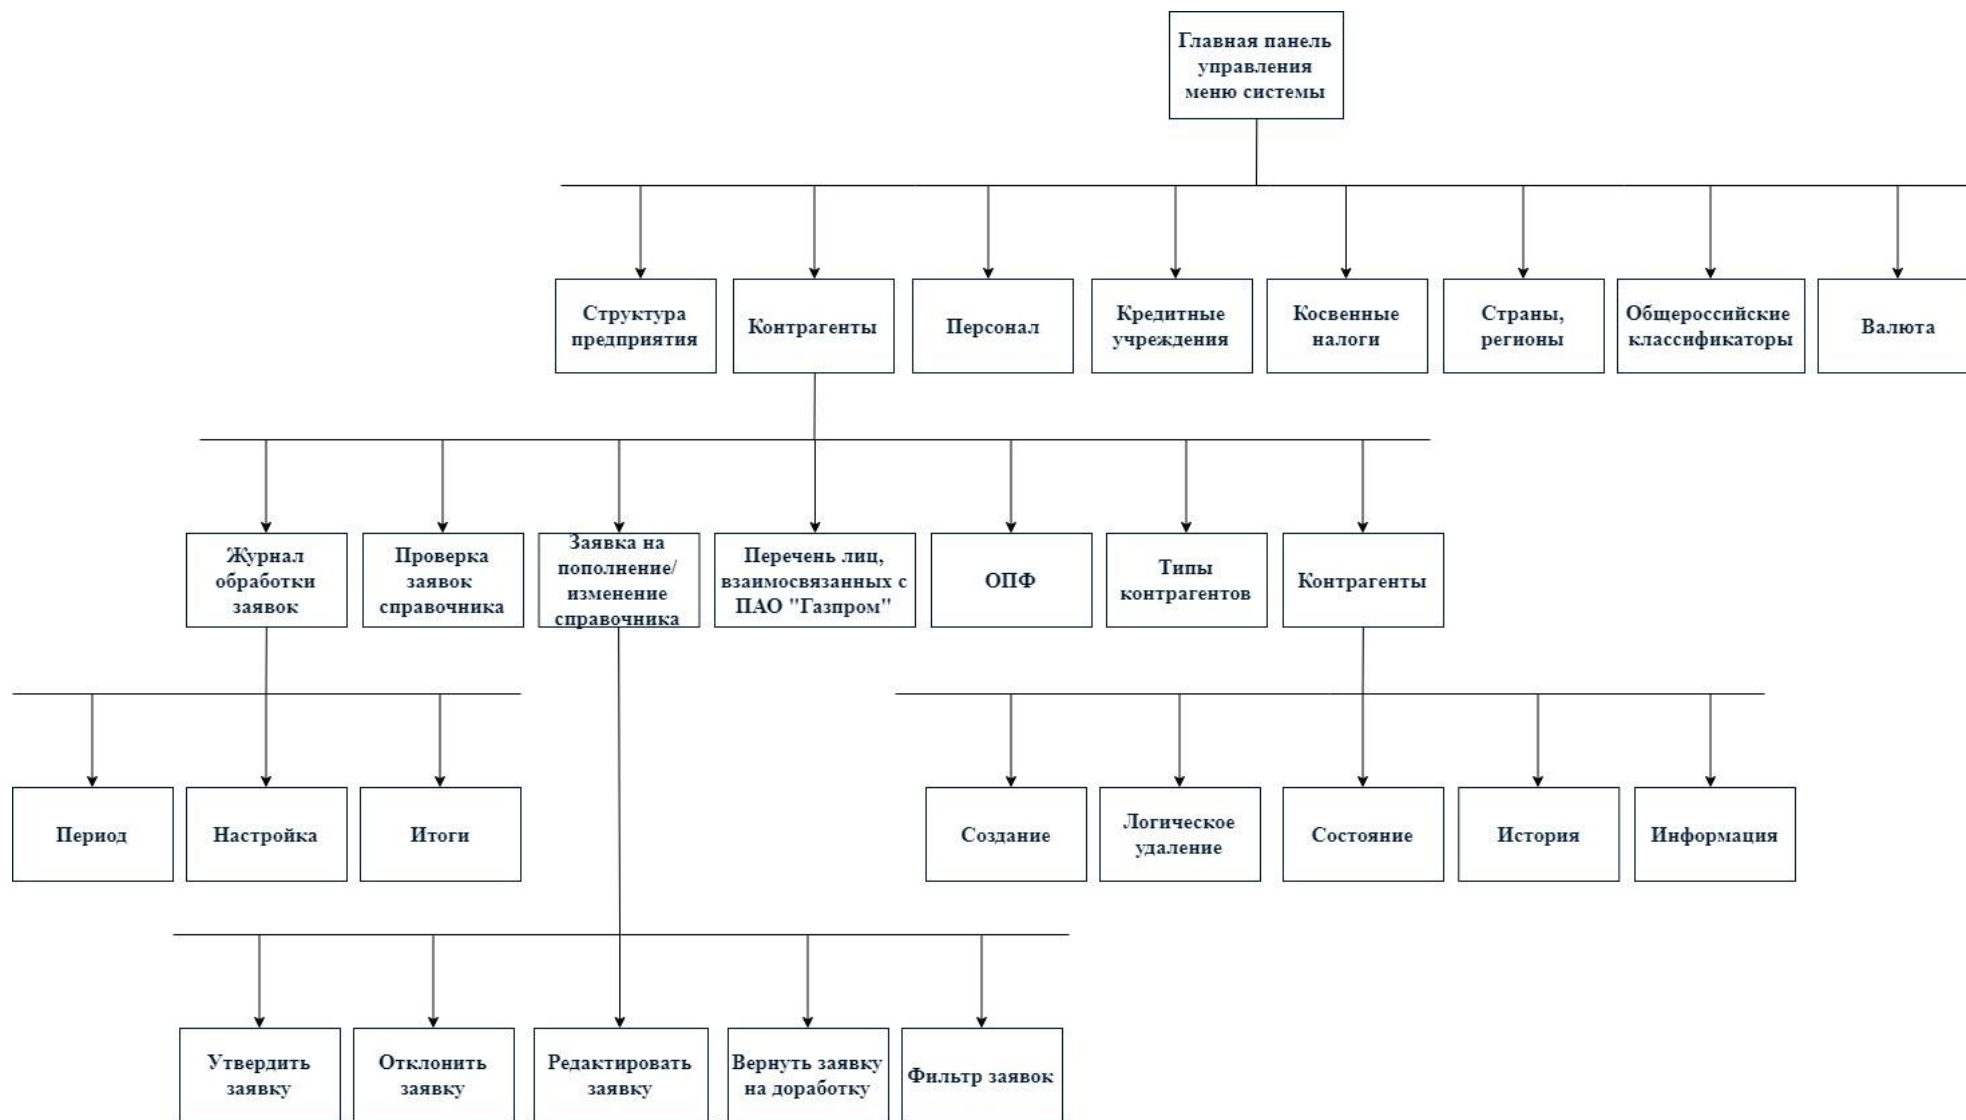 Главная панель
управления
меню системы
Структура
предприятия
Контрагенты
Персонал
Кредитные
учреждения
Косвенные
налоги
Страны,
регионы
Общероссийские
классификаторы
Валюта
Журнал
обработки
заявок
Проверка
заявок
справочника
Заявка на
пополнение/
изменение
справочника
Перечень лиц,
взаимосвязанных с
ПАО "Газпром"
ОПФ
Типы
контрагентов
Контрагенты
Период
Настройка
Итоги
Создание
Логическое
удаление
Состояние
История
Информация
Утвердить
заявку
Отклонить
заявку
Редактировать
заявку
Вернуть заявку
на доработку
Фильтр заявок